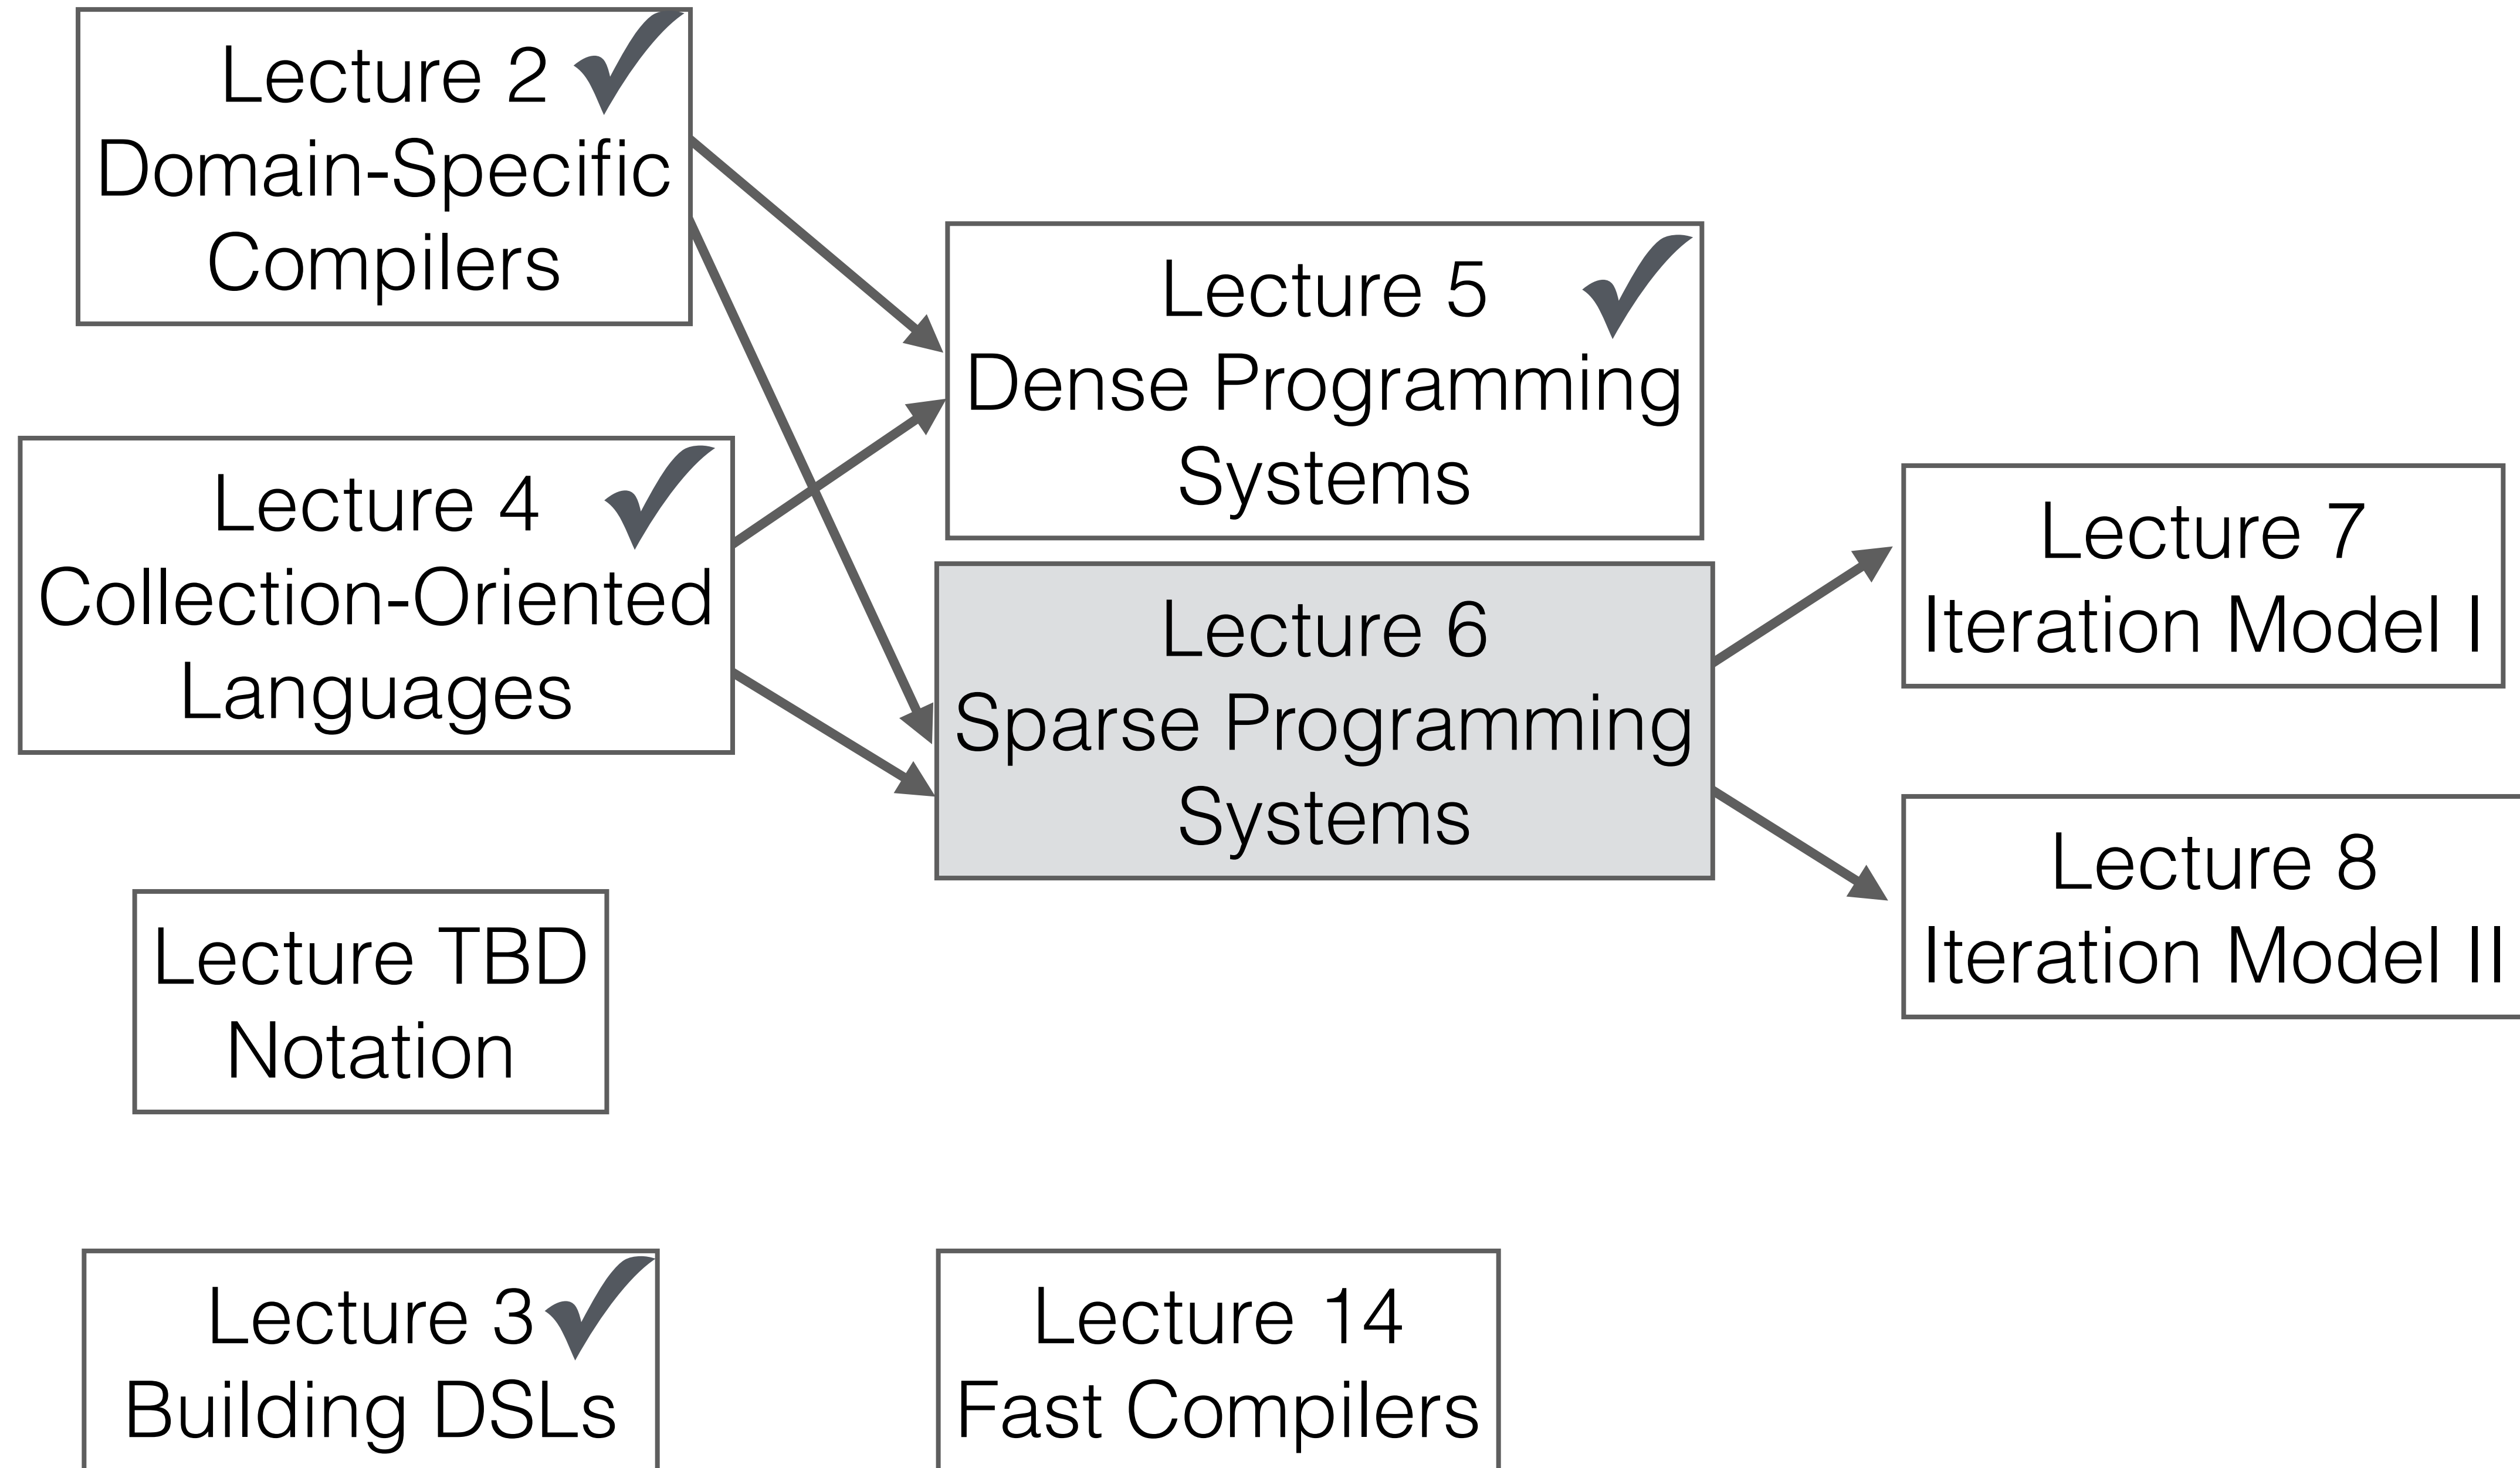 Lecture 2
Domain-Specific
Compilers
Lecture 4
Collection-Oriented
Languages
Lecture TBD
Notation
Lecture 3
Building DSLs
Lecture 5
Dense Programming
Systems
Lecture 6
Sparse Programming
Systems
Lecture 14
Fast Compilers
Lecture 7
Iteration Model I
Lecture 8
Iteration Model II